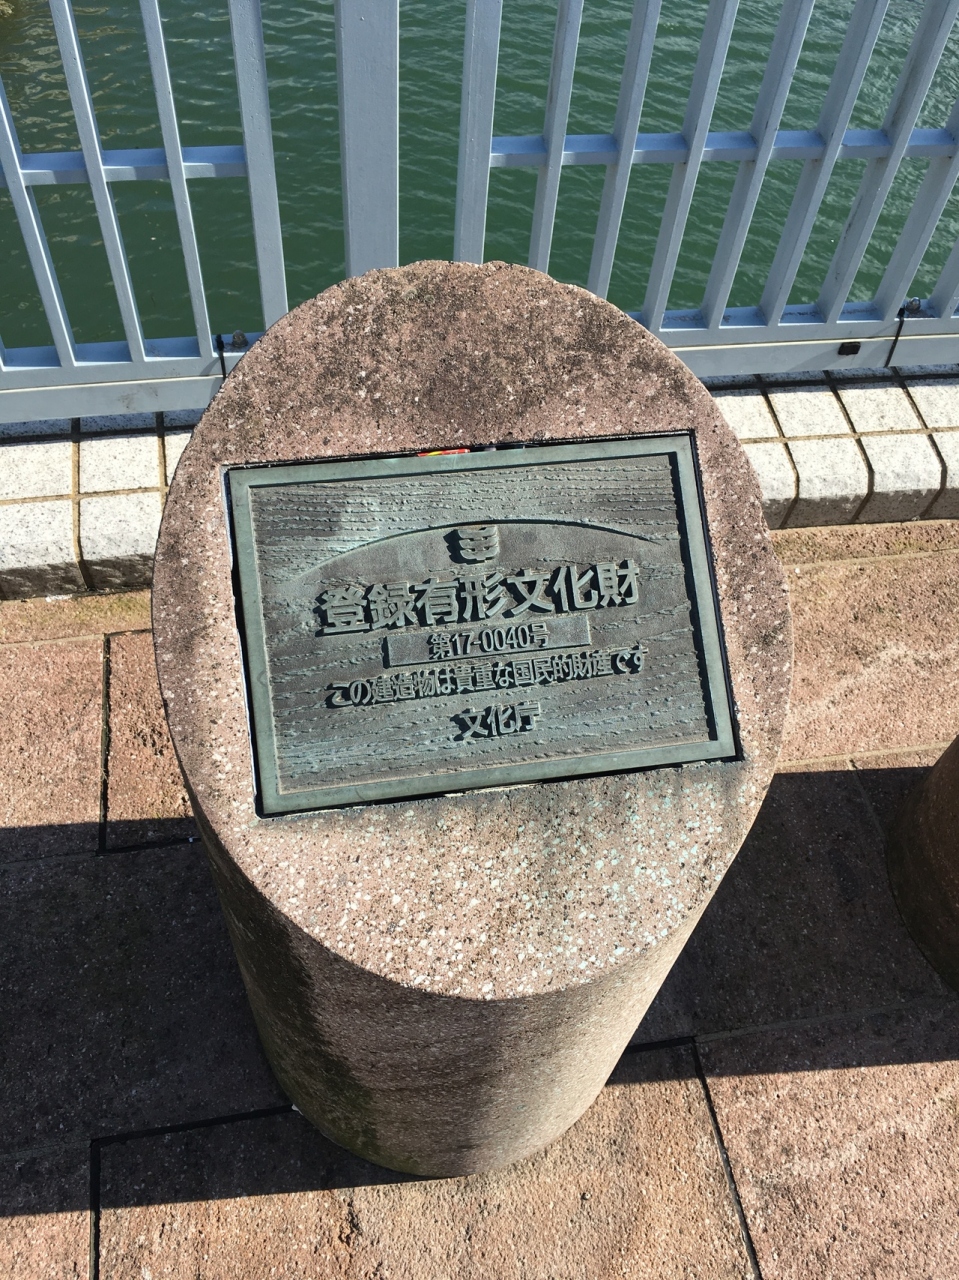 登録有形文化財
第17-0040号
この建造物は貴重な国民的財産です
文化庁